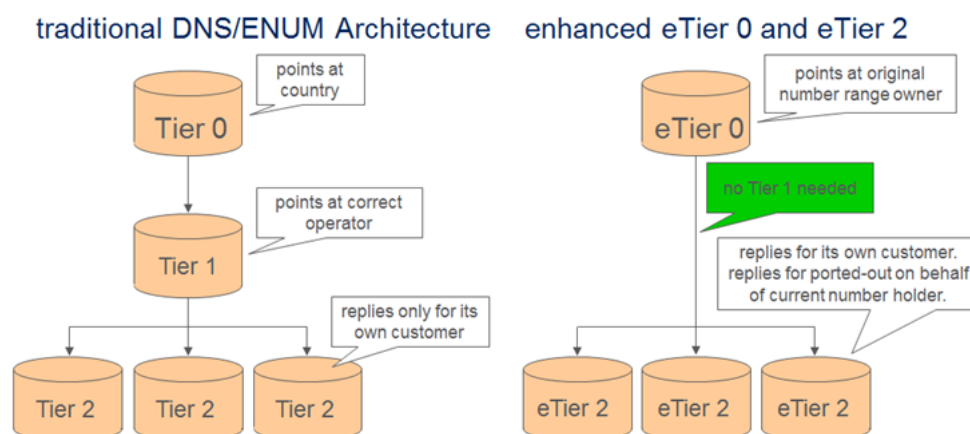 traditional DNS/ENUM Architecture
points at
country
Tier 0
points at correct
operator
Tier 1
replies only for its
own customer
Tier 2
Tier 2
Tier 2
enhanced eTier 0 and eTier 2
points at original
number range owner
eTier 0
no Tier 1 needed
replies for its own customer.
replies for ported-out on behalf
of current number holder.
eTier 2
eTier 2
eTier 2